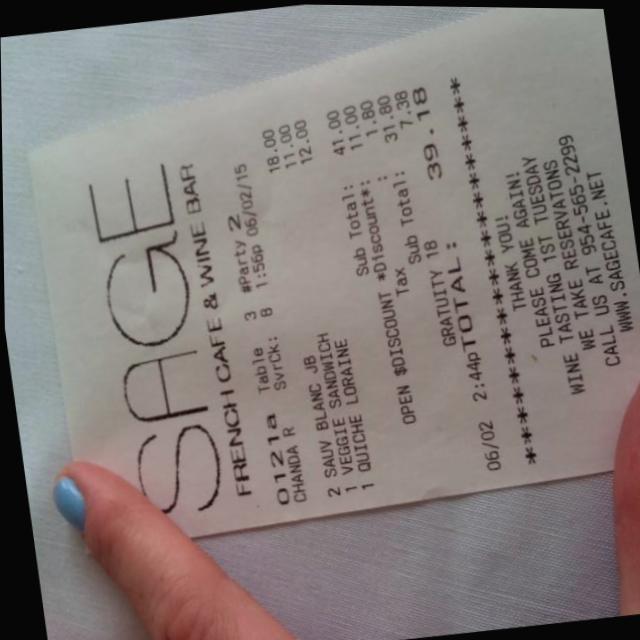 SAGE
FRENCH CAFE & WINE BAR
0121a Table 3 #Party 2
CHANDA R SvrCk: 8 1:56p 06/02/15
2 SAUV BLANC JB 18.00
1 VEGGIE SANDWICH 11.00
1 QUICHE LORAINE 12.00
Sub Total: 41.00
*Discount*: 11.00
OPEN $DISCOUNT : 11.80
Tax 1.80
Sub Total: 31.80
GRATUITY 18 7.38
06/02 2:44pTOTAL: 39.18
THANK YOU!
PLEASE COME AGAIN!
WINE TASTING 1ST TUESDAY
WE TAKE RESERVATONS
CALL US AT 954-565-2299
WWW.SAGECAFE.NET